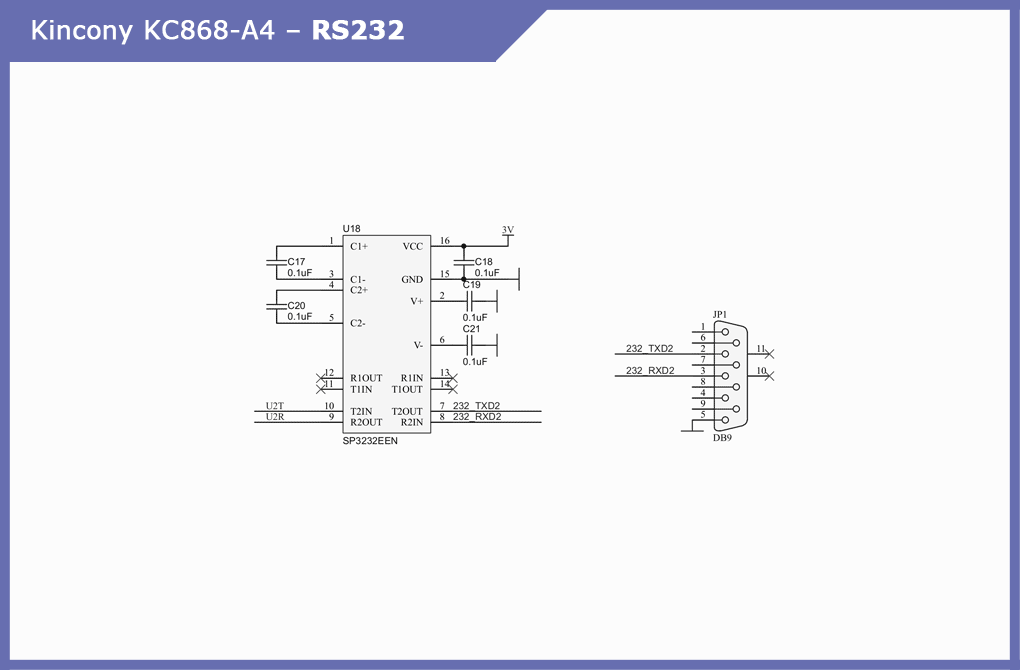 Kincony KC868-A4 – RS232
U18
1 C1+ VCC 16 3V
C17 C18
0.1uF 0.1uF
3 C1- GND 15
4 C2+ C19
2 V+
C20
0.1uF 0.1uF
5 C2- C21
6 V-
0.1uF
12 R1OUT R1IN 13
11 T1IN T1OUT 14
U2T 10 T2IN T2OUT 7 232_TXD2
U2R 9 R2OUT R2IN 8 232_RXD2
SP3232EEN
JP1
1
6
232_TXD2 2 11
7
232_RXD2 3 10
8
4
9
5
DB9